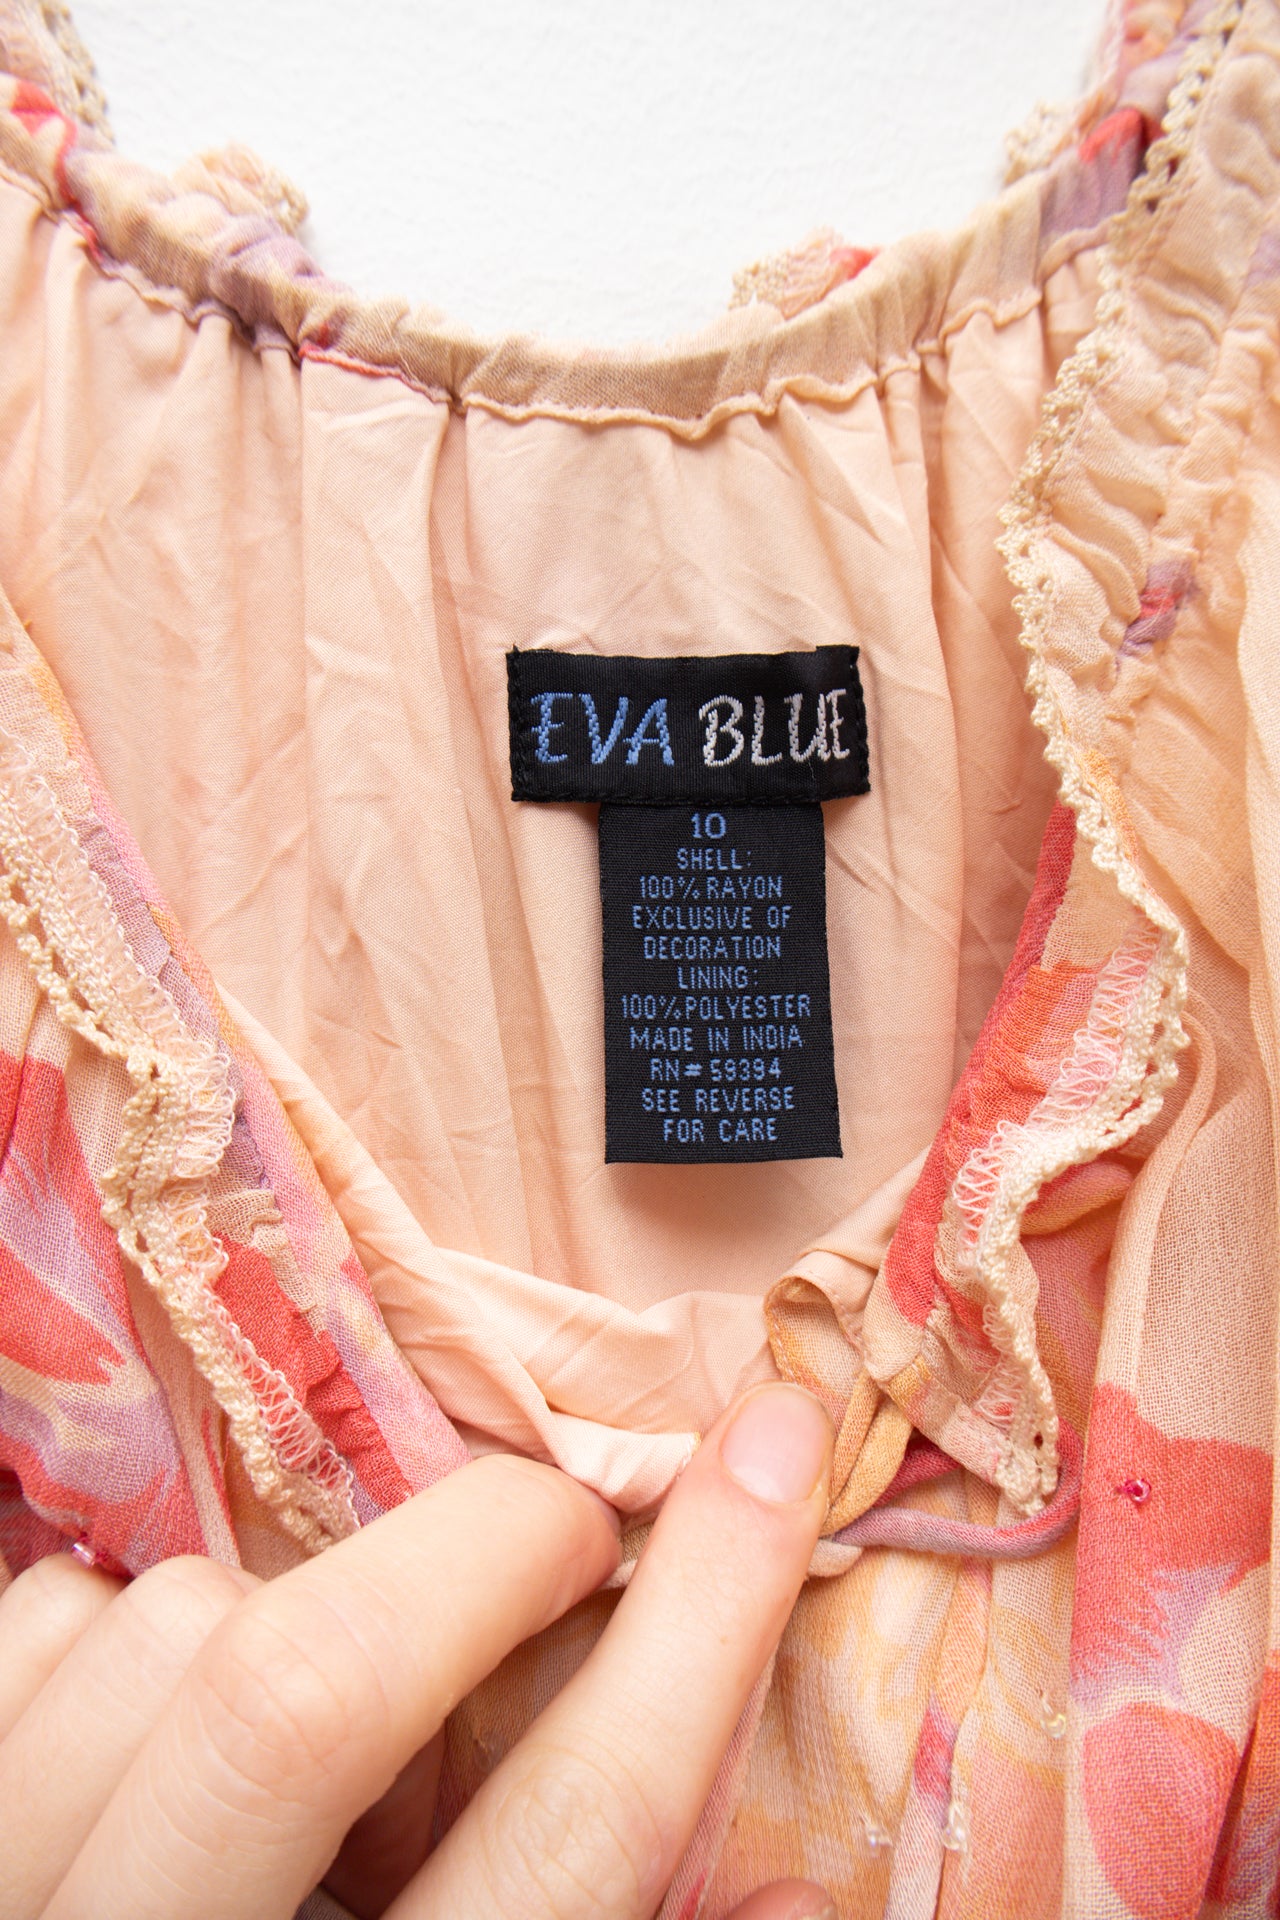 EVA BLUE
10
SHELL:
100% RAYON
EXCLUSIVE OF
DECORATION
LINING:
100% POLYESTER
MADE IN INDIA
RN# 59394
SEE REVERSE
FOR CARE